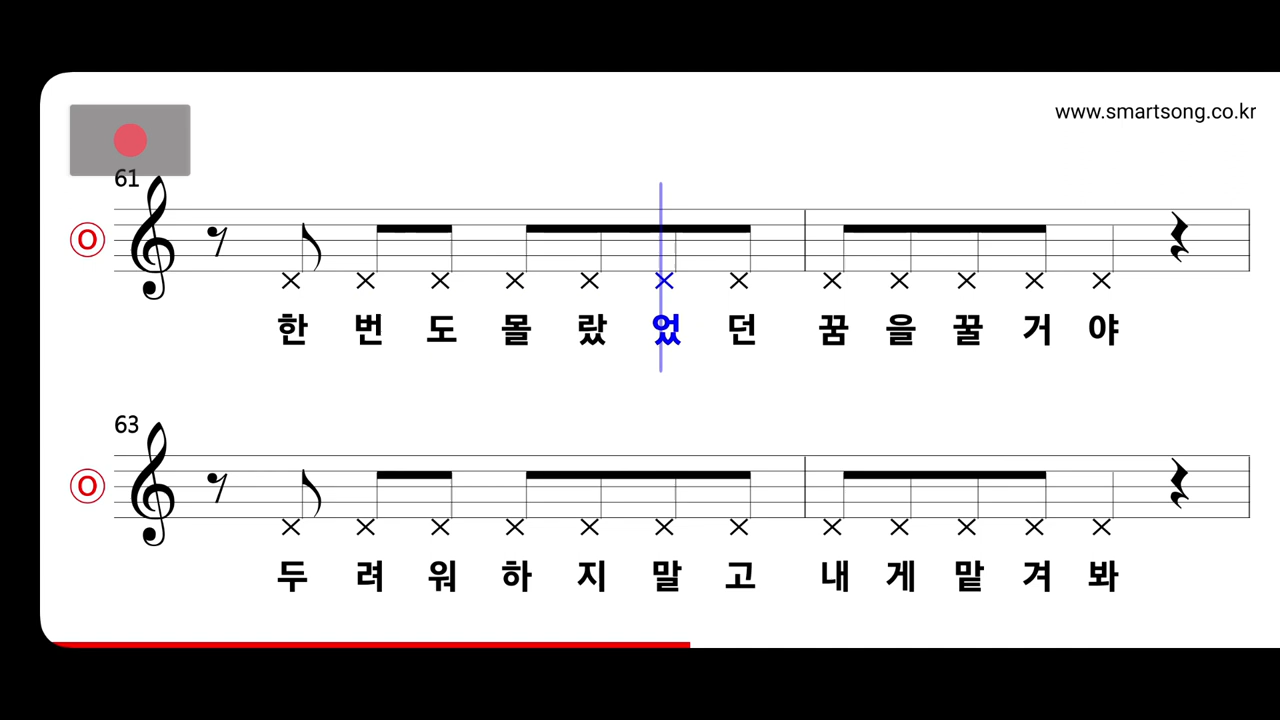 www.smartsong.co.kr
61
O
한 번 도 몰 랐 었 던 꿈 을 꿀 거 야
63
O
두 려 워 하 지 말 고 내 게 맡 겨 봐